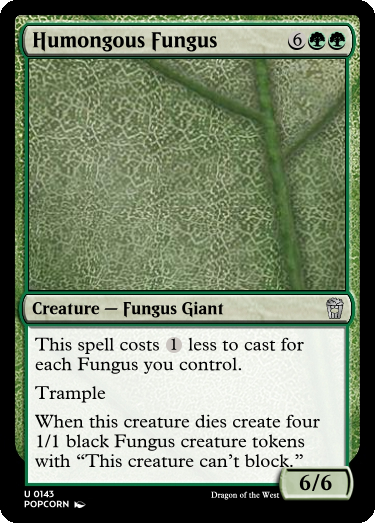 Humongous Fungus 6
Creature — Fungus Giant
This spell costs 1 less to cast for
each Fungus you control.
Trample
When this creature dies create four
1/1 black Fungus creature tokens
with “This creature can’t block.”
6/6
U 0143
POPCORN
Dragon of the West